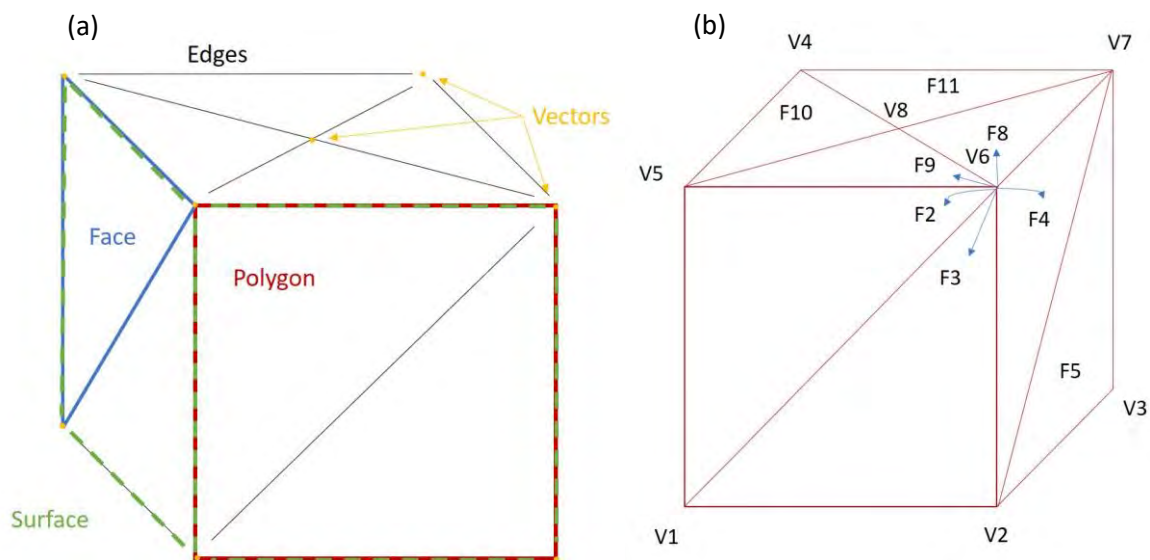 (a)
Edges
Vectors
Face
Polygon
Surface
(b)
V4
V7
F11
F10
V8
F8
V6
F9
V5
F2
F4
F3
F5
V3
V1
V2